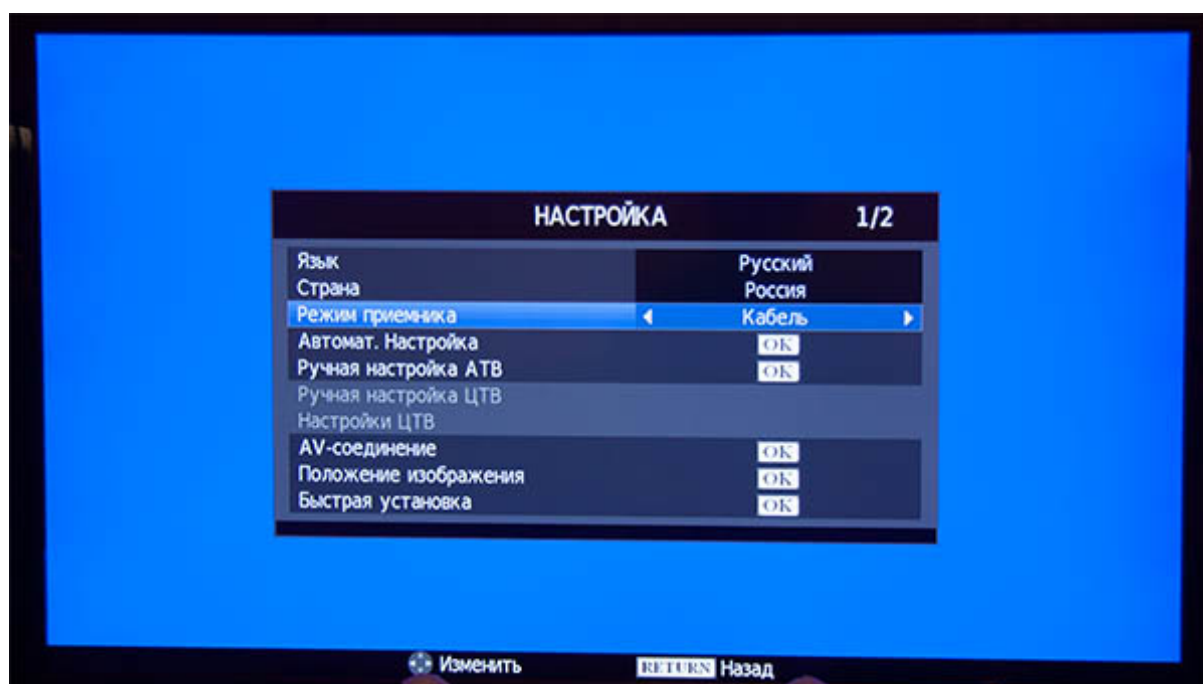 НАСТРОЙКА 1/2
Язык Русский
Страна Россия
Режим приемника Кабель
Автомат. Настройка OK
Ручная настройка АТВ OK
Ручная настройка ЦТВ
Настройки ЦТВ
AV-соединение OK
Положение изображения OK
Быстрая установка OK
Изменить RETURN Назад